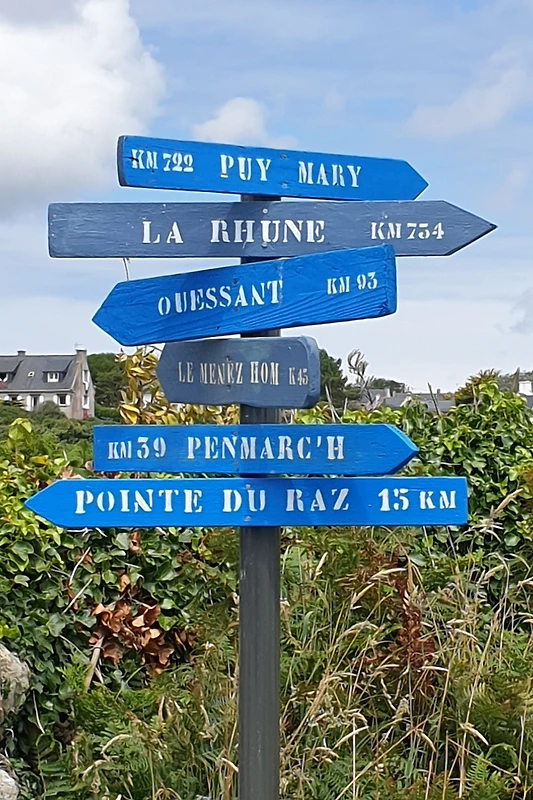 KM 722 PUY MARY
LA RHUNE KM 734
OUESSANT KM 93
LE MENEZ HOM K 45
KM 39 PENMARC'H
POINTE DU RAZ 15 KM